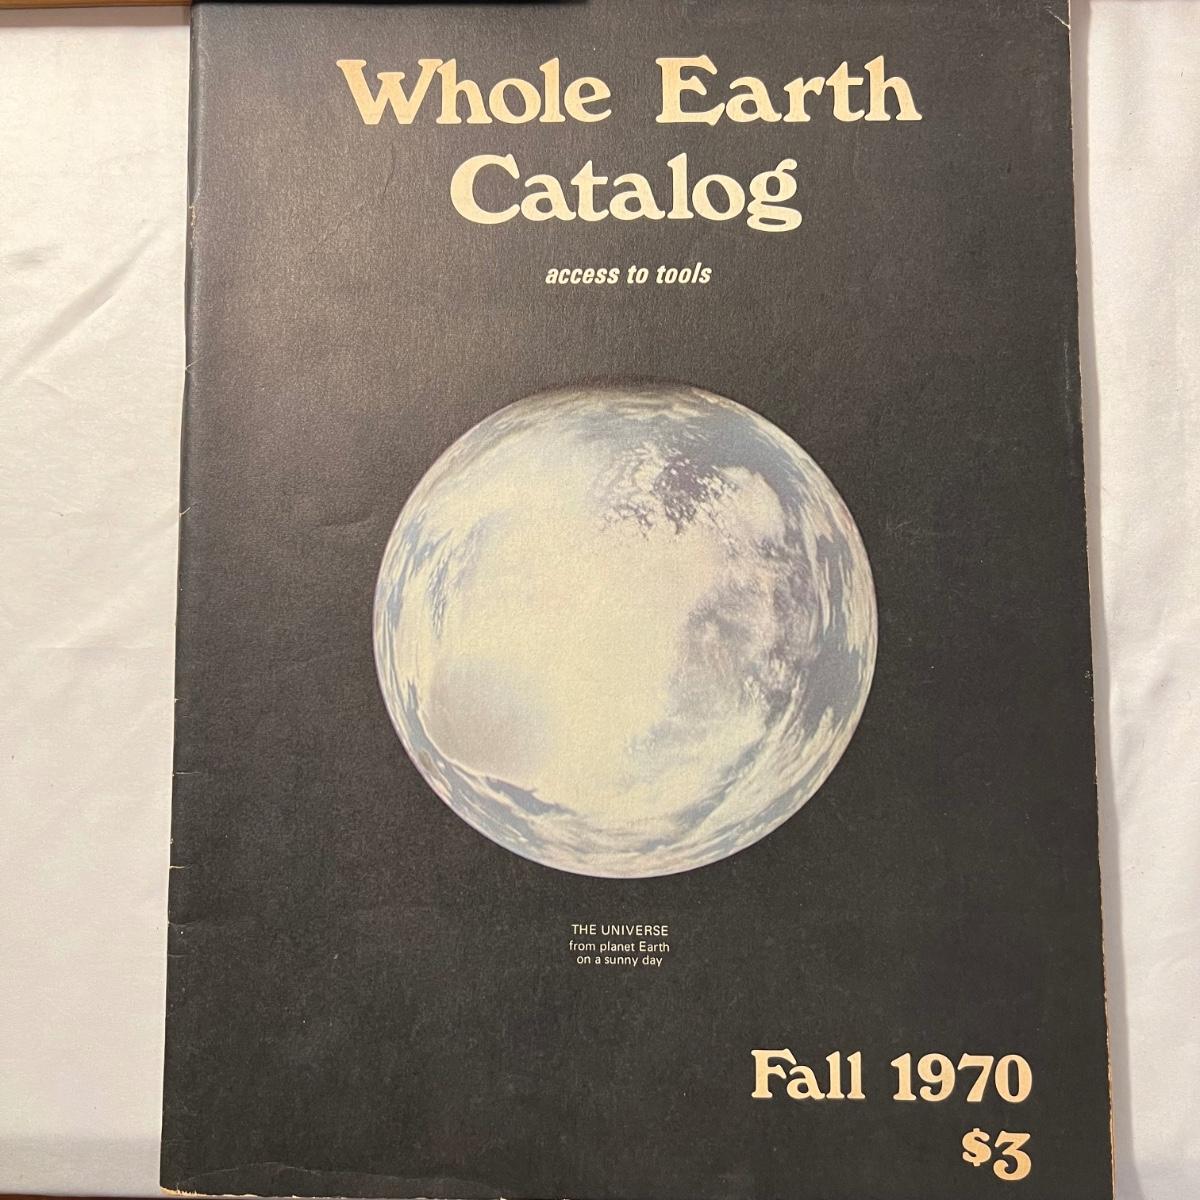 Whole Earth
Catalog
access to tools
THE UNIVERSE
from planet Earth
on a sunny day
Fall 1970
$3